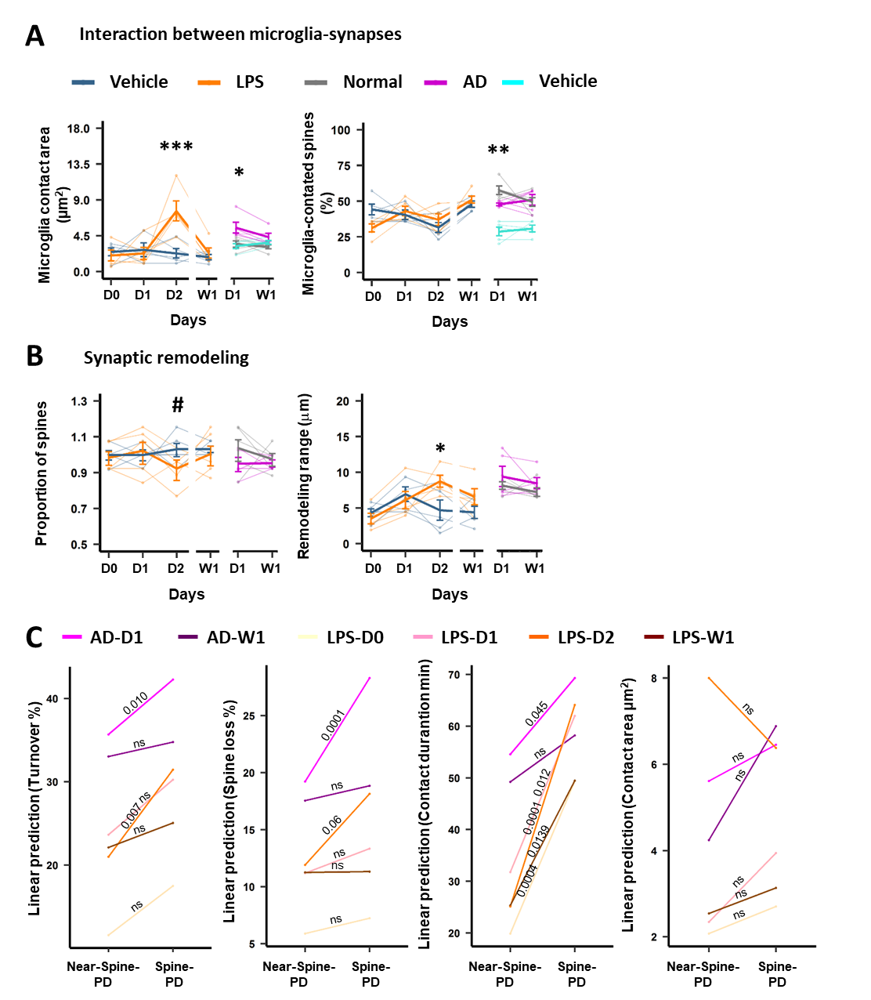 A Interaction between microglia-synapses
Vehicle LPS Normal AD Vehicle
Microglia contact area
(µm²)
18.0
13.5
9.0
4.5
0.0
***
*
D0 D1 D2 W1 D1 W1
Days
Microglia-contated spines
(%)
100
75
50
25
0
**
D0 D1 D2 W1 D1 W1
Days
B Synaptic remodeling
Proportion of spines
1.3
1.1
0.9
0.7
0.5
#
D0 D1 D2 W1 D1 W1
Days
Remodeling range (µm)
20
15
10
5
0
*
D0 D1 D2 W1 D1 W1
Days
C AD-D1 AD-W1 LPS-D0 LPS-D1 LPS-D2 LPS-W1
Linear prediction (Turnover %)
40
30
20
0.010
ns
ns
0.007
ns
ns
Near-Spine-
PD
Spine-
PD
Linear prediction (Spine loss %)
25
20
15
10
5
0.0001
ns
0.06
ns
ns
ns
Near-Spine-
PD
Spine-
PD
Linear prediction (Contact durantion min)
70
60
50
40
30
20
0.045
ns
0.012
0.0001
0.0139
0.0004
Near-Spine-
PD
Spine-
PD
Linear prediction (Contact area µm²)
8
6
4
2
ns
ns
ns
ns
ns
ns
Near-Spine-
PD
Spine-
PD